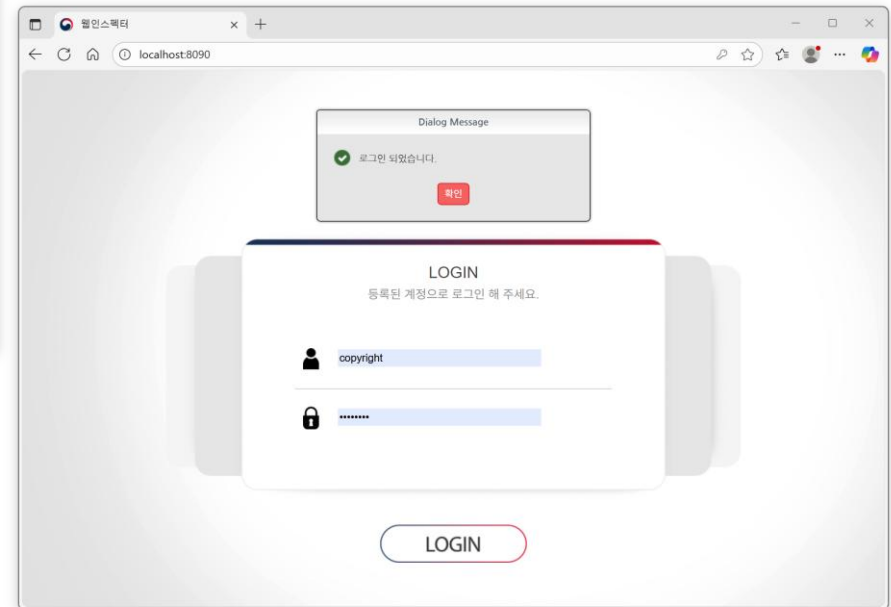 웹인스펙터
localhost:8090
Dialog Message
로그인 되었습니다.
확인
LOGIN
등록된 계정으로 로그인 해 주세요.
copyright
••••••••
LOGIN